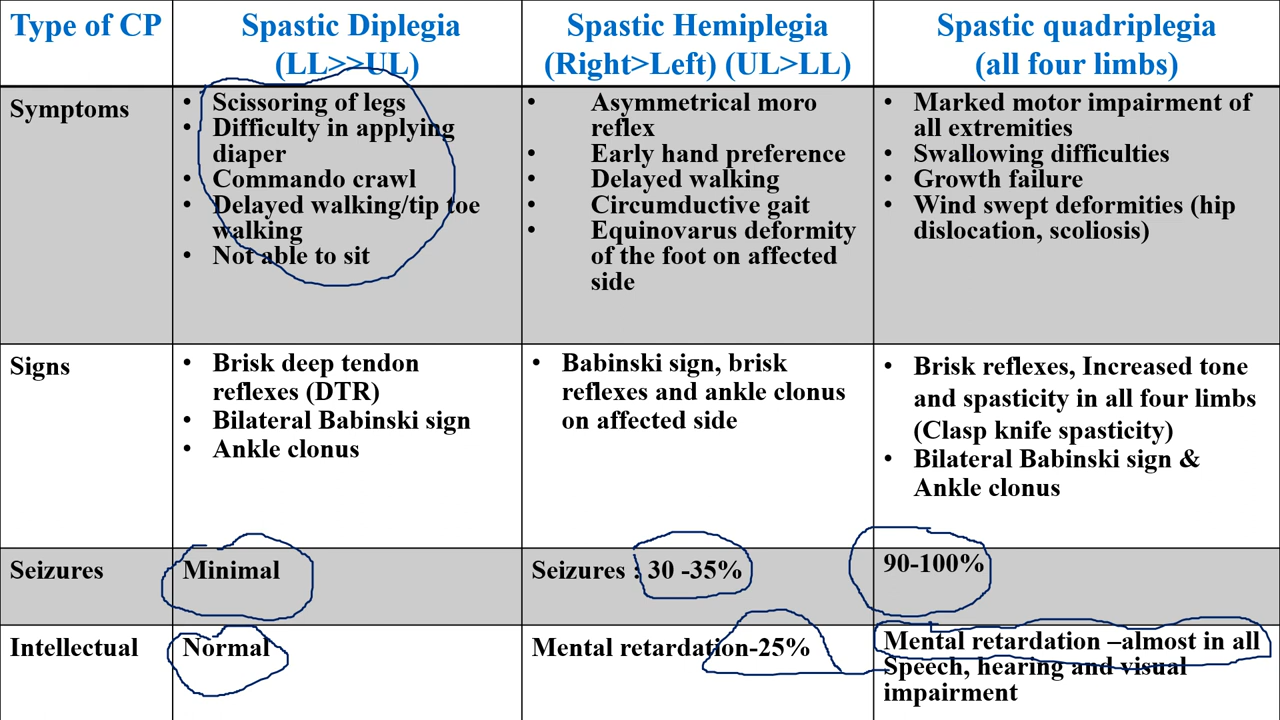 Type of CP
Spastic Diplegia
(LL>>UL)
Spastic Hemiplegia
(Right>Left) (UL>LL)
Spastic quadriplegia
(all four limbs)
Symptoms
• Scissoring of legs
• Difficulty in applying
diaper
• Commando crawl
• Delayed walking/tip toe
walking
• Not able to sit
• Asymmetrical moro
reflex
• Early hand preference
• Delayed walking
• Circumductive gait
• Equinovarus deformity
of the foot on affected
side
• Marked motor impairment of
all extremities
• Swallowing difficulties
• Growth failure
• Wind swept deformities (hip
dislocation, scoliosis)
Signs
• Brisk deep tendon
reflexes (DTR)
• Bilateral Babinski sign
• Ankle clonus
• Babinski sign, brisk
reflexes and ankle clonus
on affected side
• Brisk reflexes, Increased tone
and spasticity in all four limbs
(Clasp knife spasticity)
• Bilateral Babinski sign &
Ankle clonus
Seizures
Minimal
Seizures : 30 -35%
90-100%
Intellectual
Normal
Mental retardation-25%
Mental retardation –almost in all
Speech, hearing and visual
impairment